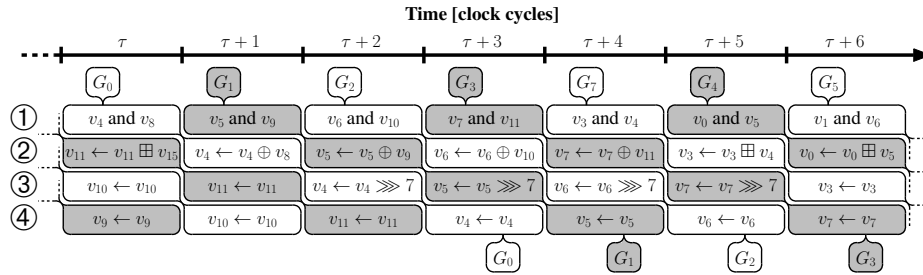 Time [clock cycles]
τ τ + 1 τ + 2 τ + 3 τ + 4 τ + 5 τ + 6
G₀ G₁ G₂ G₃ G₇ G₄ G₅
① v₄ and v₈ v₅ and v₉ v₆ and v₁₀ v₇ and v₁₁ v₃ and v₄ v₀ and v₅ v₁ and v₆
② v₁₁ ← v₁₁ ⊞ v₁₅ v₄ ← v₄ ⊕ v₈ v₅ ← v₅ ⊕ v₉ v₆ ← v₆ ⊕ v₁₀ v₇ ← v₇ ⊕ v₁₁ v₃ ← v₃ ⊞ v₄ v₀ ← v₀ ⊞ v₅
③ v₁₀ ← v₁₀ v₁₁ ← v₁₁ v₄ ← v₄ ⋙ 7 v₅ ← v₅ ⋙ 7 v₆ ← v₆ ⋙ 7 v₇ ← v₇ ⋙ 7 v₃ ← v₃
④ v₉ ← v₉ v₁₀ ← v₁₀ v₁₁ ← v₁₁ v₄ ← v₄ v₅ ← v₅ v₆ ← v₆ v₇ ← v₇
G₀ G₁ G₂ G₃